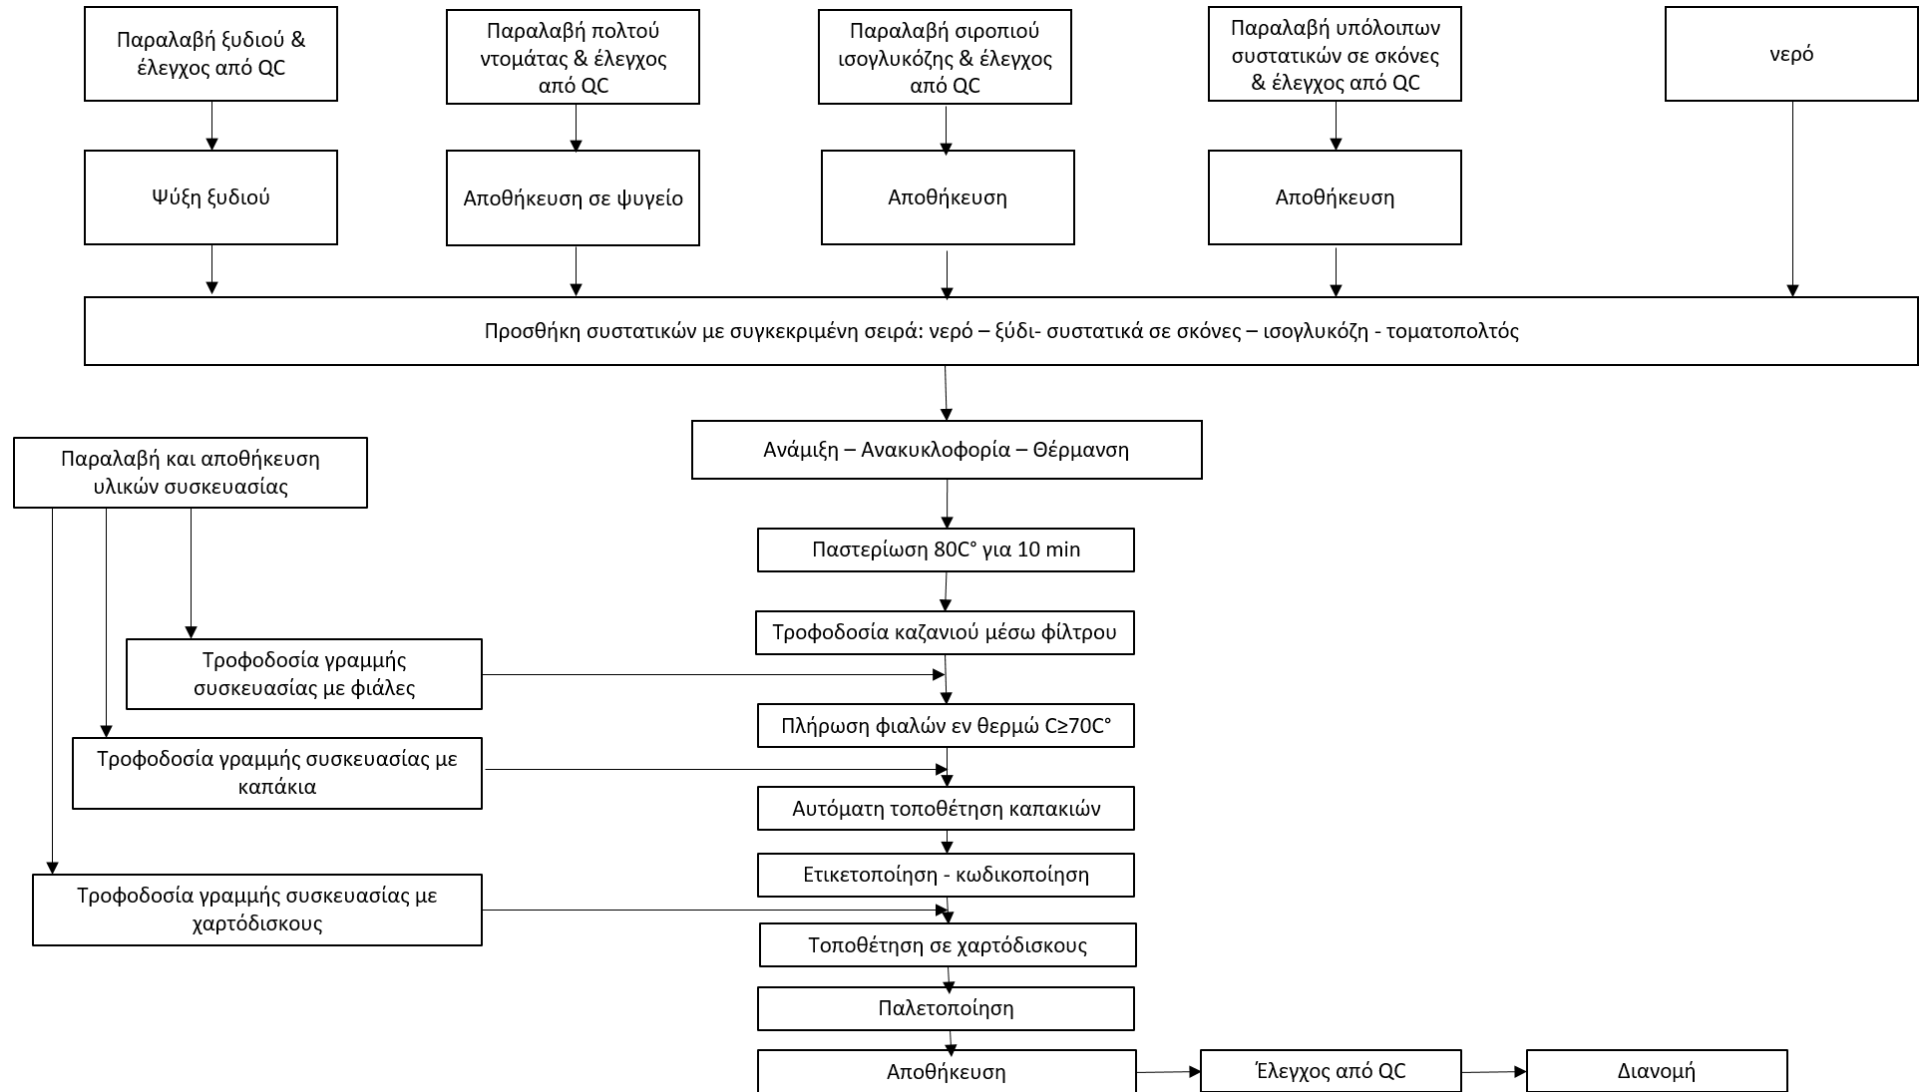 Παραλαβή ξυδιού &
έλεγχος από QC
Παραλαβή πολτού
ντομάτας & έλεγχος
από QC
Παραλαβή σιροπιού
ισογλυκόζης & έλεγχος
από QC
Παραλαβή υπόλοιπων
συστατικών σε σκόνες
& έλεγχος από QC
νερό
Ψύξη ξυδιού
Αποθήκευση σε ψυγείο
Αποθήκευση
Αποθήκευση
Προσθήκη συστατικών με συγκεκριμένη σειρά: νερό – ξύδι- συστατικά σε σκόνες – ισογλυκόζη - τοματοπολτός
Ανάμιξη – Ανακυκλοφορία – Θέρμανση
Παραλαβή και αποθήκευση
υλικών συσκευασίας
Παστερίωση 80C° για 10 min
Τροφοδοσία καζανιού μέσω φίλτρου
Τροφοδοσία γραμμής
συσκευασίας με φιάλες
Πλήρωση φιαλών εν θερμώ C≥70C°
Τροφοδοσία γραμμής συσκευασίας με
καπάκια
Αυτόματη τοποθέτηση καπακιών
Ετικετοποίηση - κωδικοποίηση
Τροφοδοσία γραμμής συσκευασίας με
χαρτόδισκους
Τοποθέτηση σε χαρτόδισκους
Παλετοποίηση
Αποθήκευση
Έλεγχος από QC
Διανομή